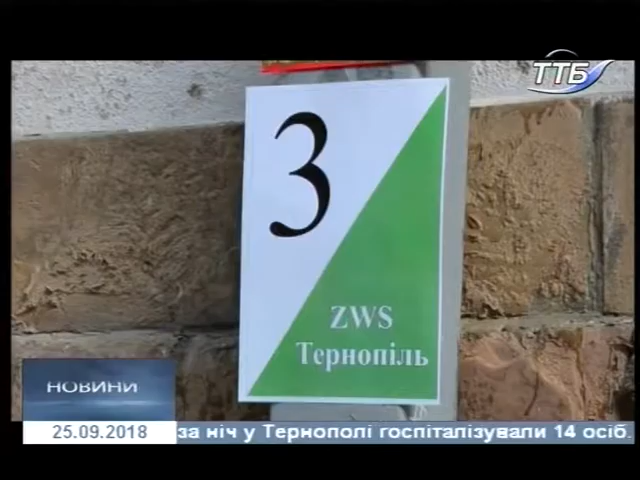 ТТБ
3
ZWS
Тернопіль
НОВИНИ
25.09.2018
за ніч у Тернополі госпіталізували 14 осіб.